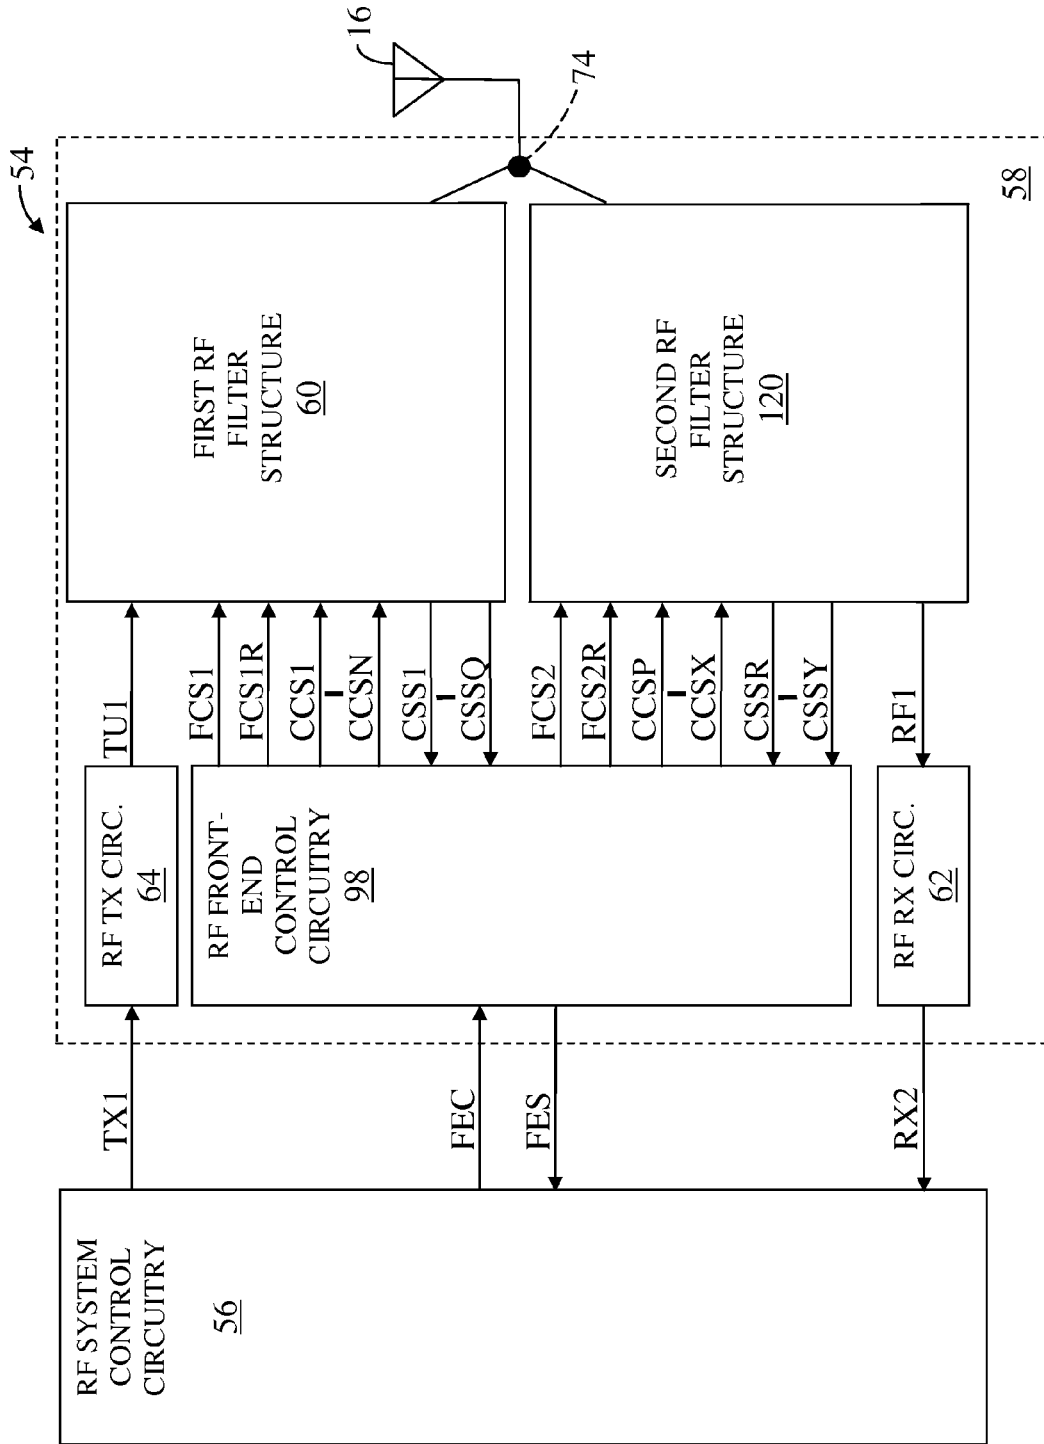 54
16
74
58
FIRST RF
FILTER
STRUCTURE
60
SECOND RF
FILTER
STRUCTURE
120
TU1
FCS1
FCS1R
CCS1
CCSN
CSS1
CSSQ
FCS2
FCS2R
CCSP
CCSX
CSSR
CSSY
RF1
RF TX CIRC.
64
RF FRONT-
END
CONTROL
CIRCUITRY
98
RF RX CIRC.
62
TX1
FEC
FES
RX2
RF SYSTEM
CONTROL
CIRCUITRY
56